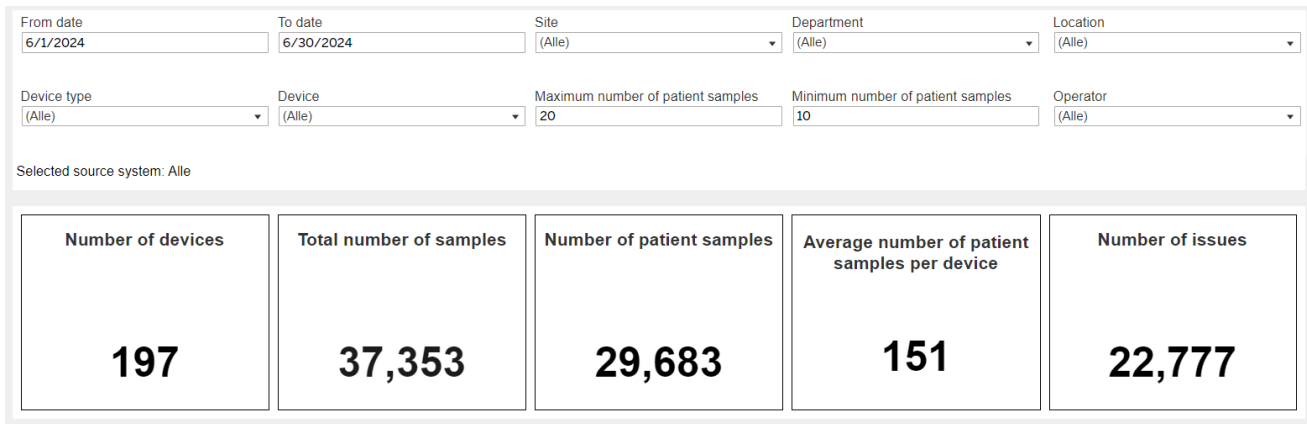 From date
To date
Site
Department
Location
6/1/2024
6/30/2024
(Alle)
(Alle)
(Alle)
Device type
Device
Maximum number of patient samples
Minimum number of patient samples
Operator
(Alle)
(Alle)
20
10
(Alle)
Selected source system: Alle
Number of devices
197
Total number of samples
37,353
Number of patient samples
29,683
Average number of patient
samples per device
151
Number of issues
22,777